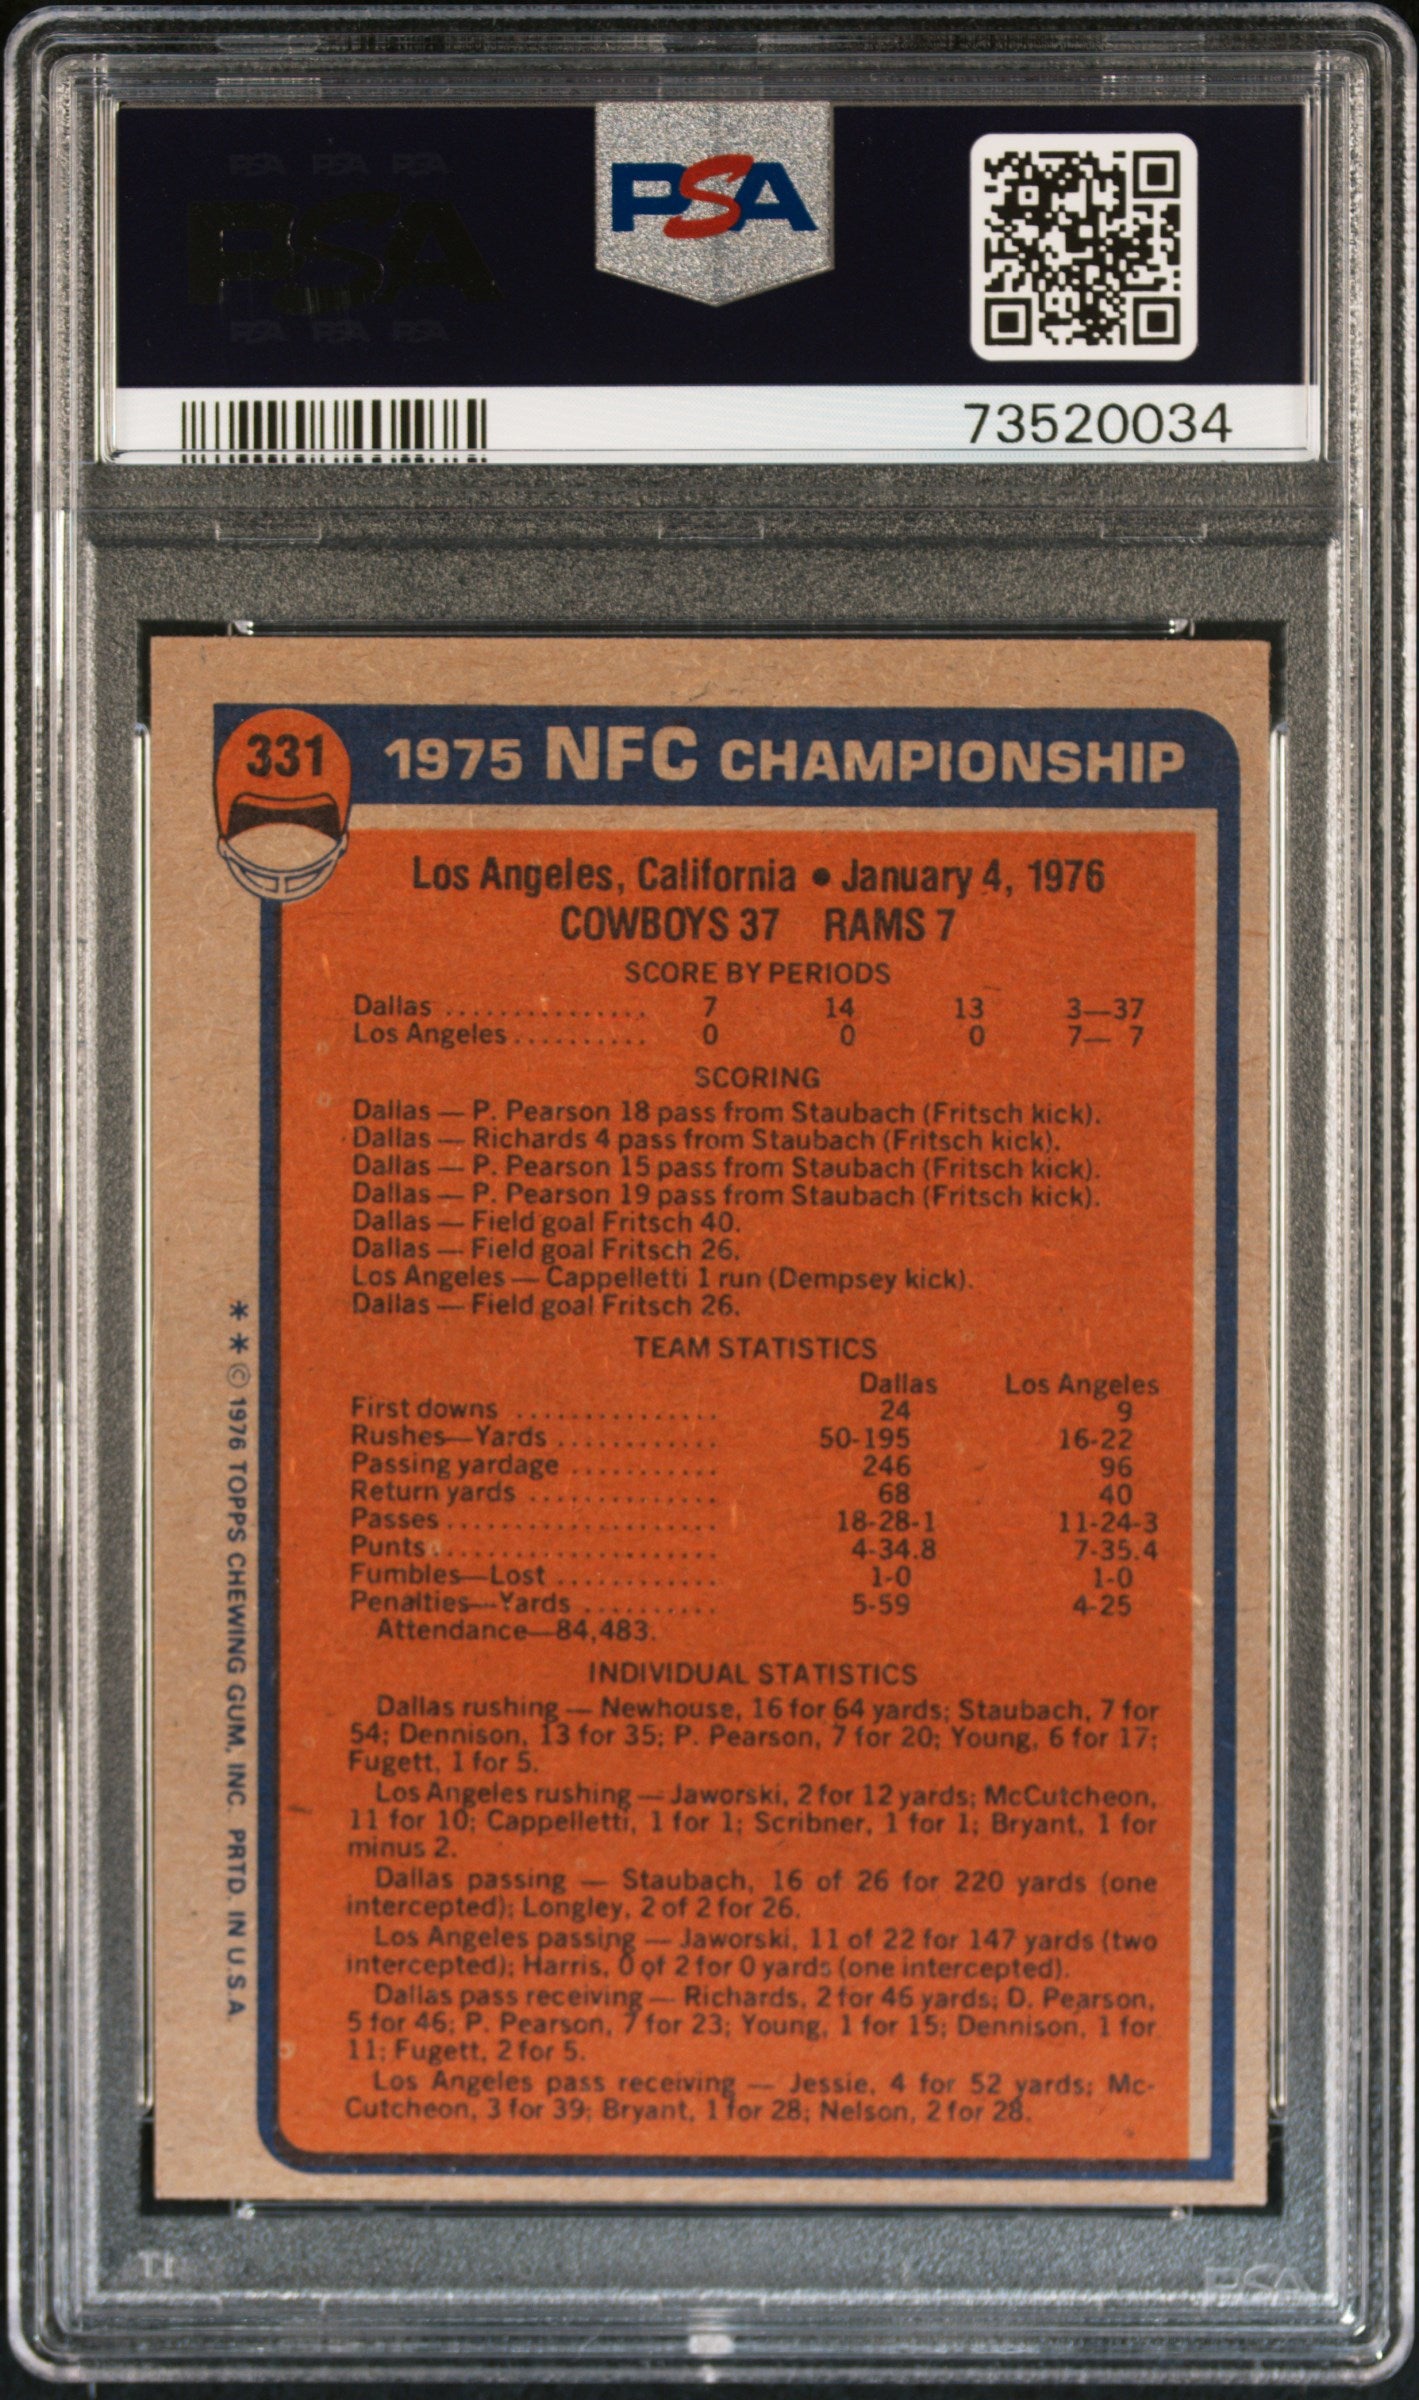 PSA PSA PSA
PSA
PSA PSA PSA
PSA
73520034
331
1975 NFC CHAMPIONSHIP
Los Angeles, California • January 4, 1976
COWBOYS 37 RAMS 7
SCORE BY PERIODS
Dallas ................ 7 14 13 3—37
Los Angeles........... 0 0 0 7— 7
SCORING
Dallas — P. Pearson 18 pass from Staubach (Fritsch kick).
Dallas — Richards 4 pass from Staubach (Fritsch kick).
Dallas — P. Pearson 15 pass from Staubach (Fritsch kick).
Dallas — P. Pearson 19 pass from Staubach (Fritsch kick).
Dallas — Field goal Fritsch 40.
Dallas — Field goal Fritsch 26.
Los Angeles — Cappelletti 1 run (Dempsey kick).
Dallas — Field goal Fritsch 26.
TEAM STATISTICS
Dallas Los Angeles
First downs ............... 24 9
Rushes—Yards ............ 50-195 16-22
Passing yardage ........... 246 96
Return yards .............. 68 40
Passes .................... 18-28-1 11-24-3
Punts ..................... 4-34.8 7-35.4
Fumbles—Lost ............ 1-0 1-0
Penalties—Yards .......... 5-59 4-25
Attendance—84,483.
INDIVIDUAL STATISTICS
Dallas rushing — Newhouse, 16 for 64 yards; Staubach, 7 for
54; Dennison, 13 for 35; P. Pearson, 7 for 20; Young, 6 for 17;
Fugett, 1 for 5.
Los Angeles rushing — Jaworski, 2 for 12 yards; McCutcheon,
11 for 10; Cappelletti, 1 for 1; Scribner, 1 for 1; Bryant, 1 for
minus 2.
Dallas passing — Staubach, 16 of 26 for 220 yards (one
intercepted); Longley, 2 of 2 for 26.
Los Angeles passing — Jaworski, 11 of 22 for 147 yards (two
intercepted); Harris, 0 of 2 for 0 yards (one intercepted).
Dallas pass receiving — Richards, 2 for 46 yards; D. Pearson,
5 for 46; P. Pearson, 7 for 23; Young, 1 for 15; Dennison, 1 for
11; Fugett, 2 for 5.
Los Angeles pass receiving — Jessie, 4 for 52 yards; Mc-
Cutcheon, 3 for 39; Bryant, 1 for 28; Nelson, 2 for 28.
* * © 1976 TOPPS CHEWING GUM, INC. PRTD. IN U.S.A.
PSA